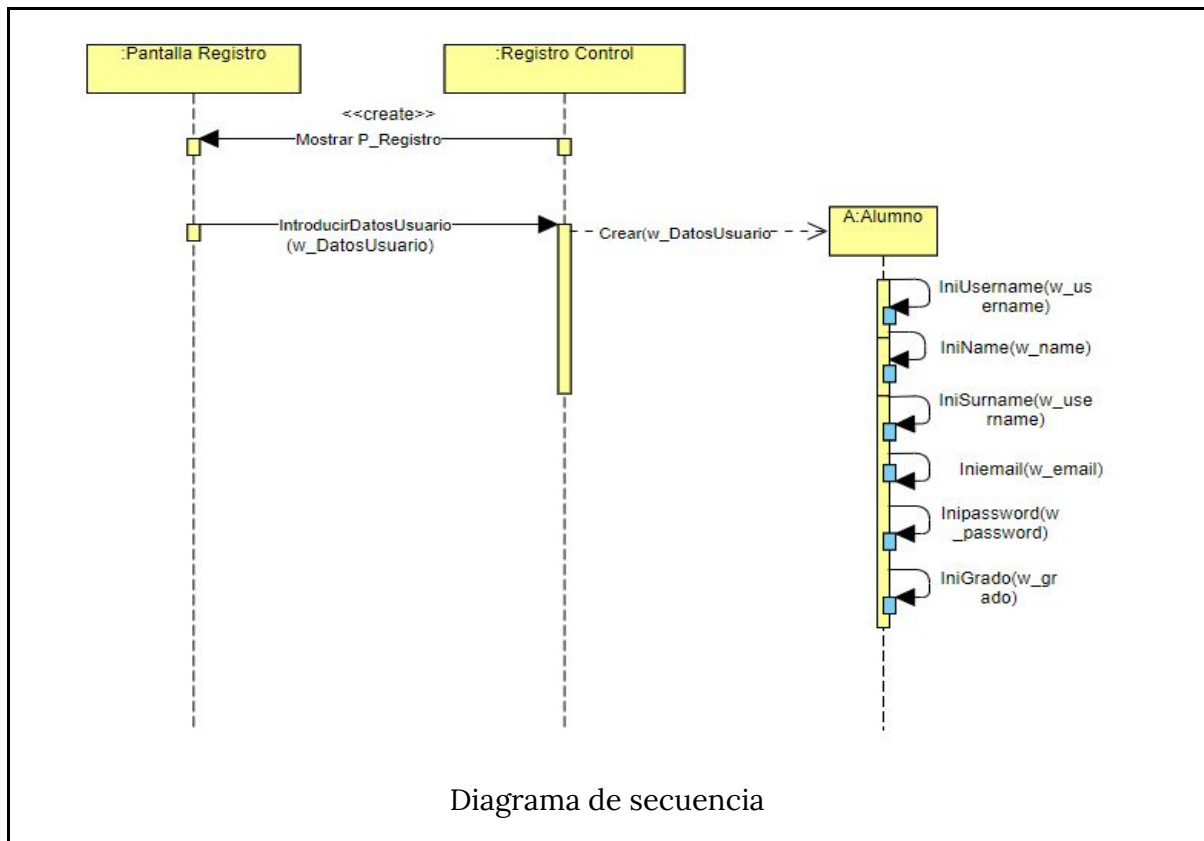 :Pantalla Registro
:Registro Control
<<create>>
Mostrar P_Registro
IntroducirDatosUsuario
(w_DatosUsuario)
Crear(w_DatosUsuario
A:Alumno
IniUsername(w_us
ername)
IniName(w_name)
IniSurname(w_use
rname)
Iniemail(w_email)
Inipassword(w
_password)
IniGrado(w_gr
ado)
Diagrama de secuencia